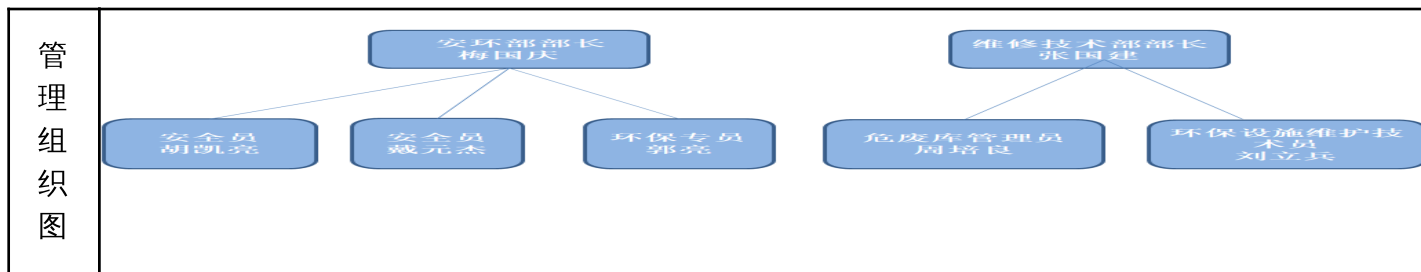 管
理
组
织
图
安环部部长
梅国庆
维修技术部部长
张国建
安全员
胡凯亮
安全员
戴元杰
环保专员
郭亮
危废库管理员
周培良
环保设施维护技
术员
刘立兵